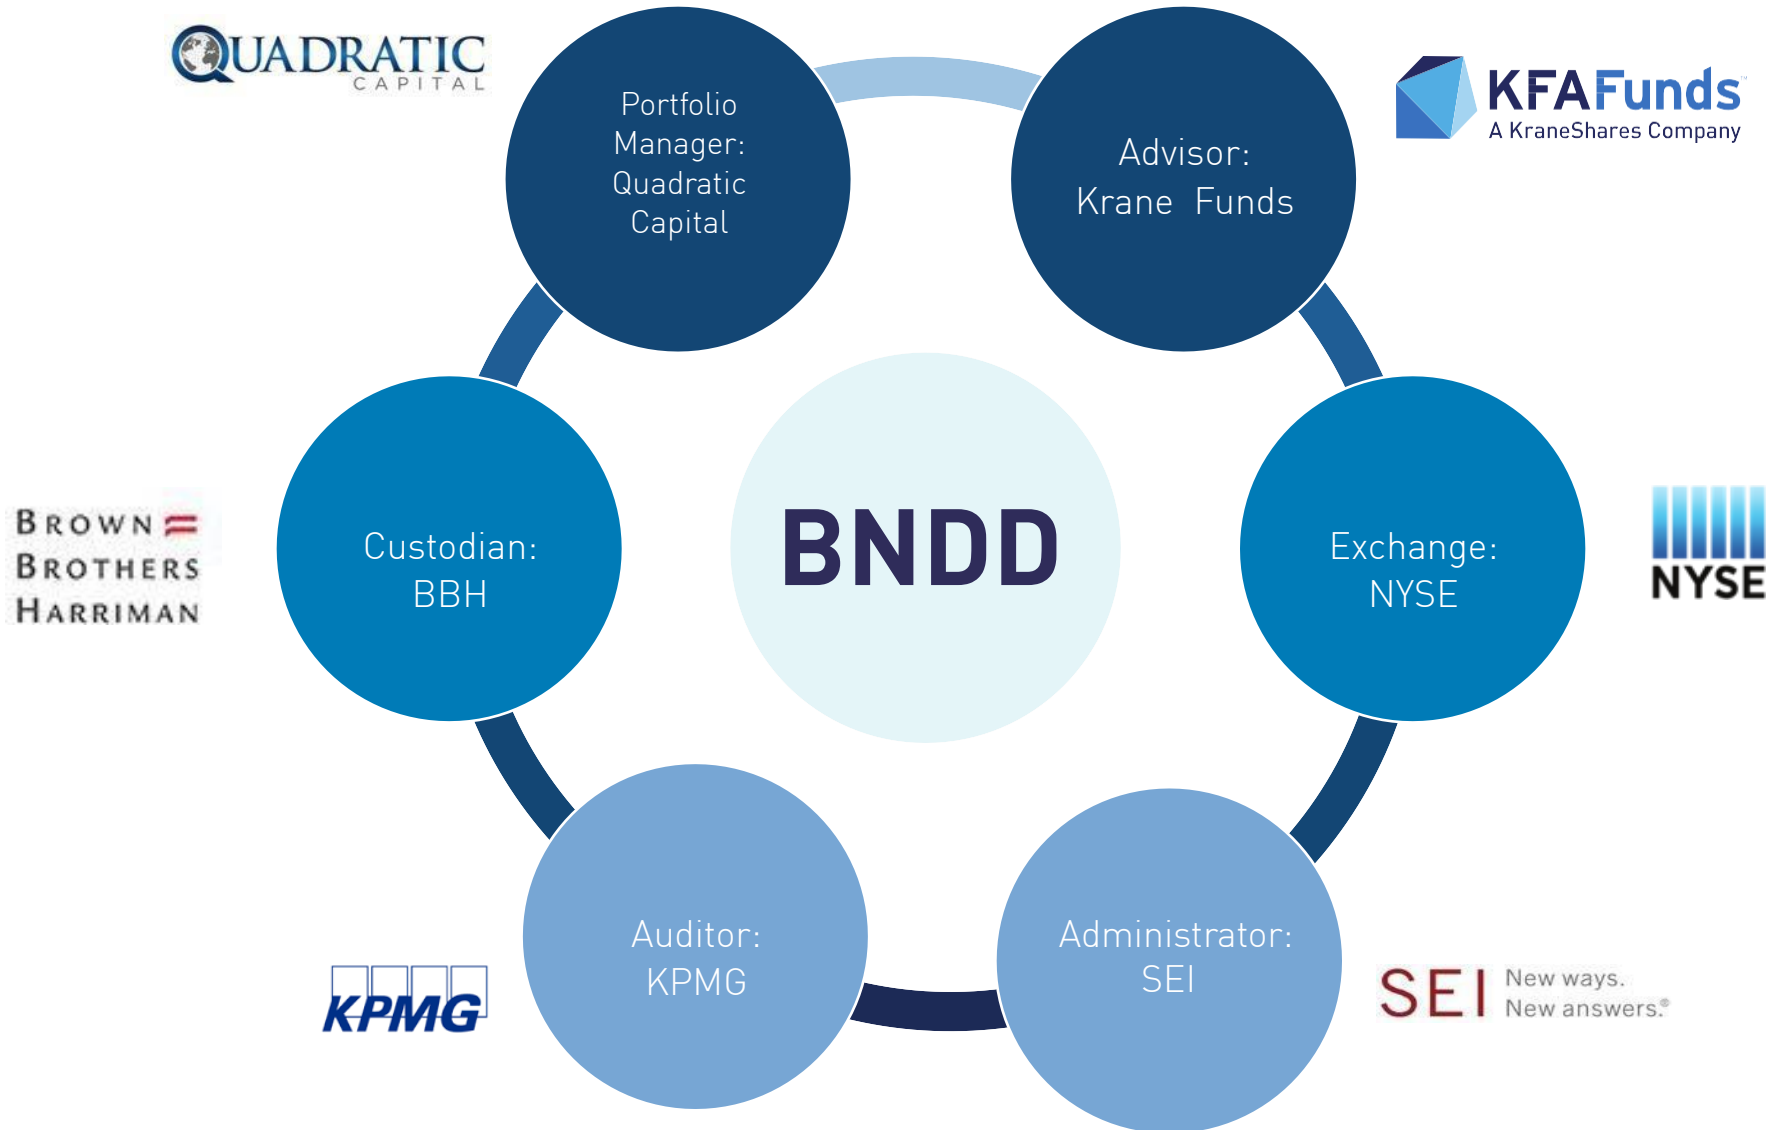 QUADRATIC
CAPITAL
Portfolio
Manager:
Quadratic
Capital
Advisor:
Krane Funds
KFAFunds™
A KraneShares Company
BROWN
BROTHERS
HARRIMAN
Custodian:
BBH
BNDD
Exchange:
NYSE
NYSE
KPMG
Auditor:
KPMG
Administrator:
SEI
SEI
New ways.
New answers.®